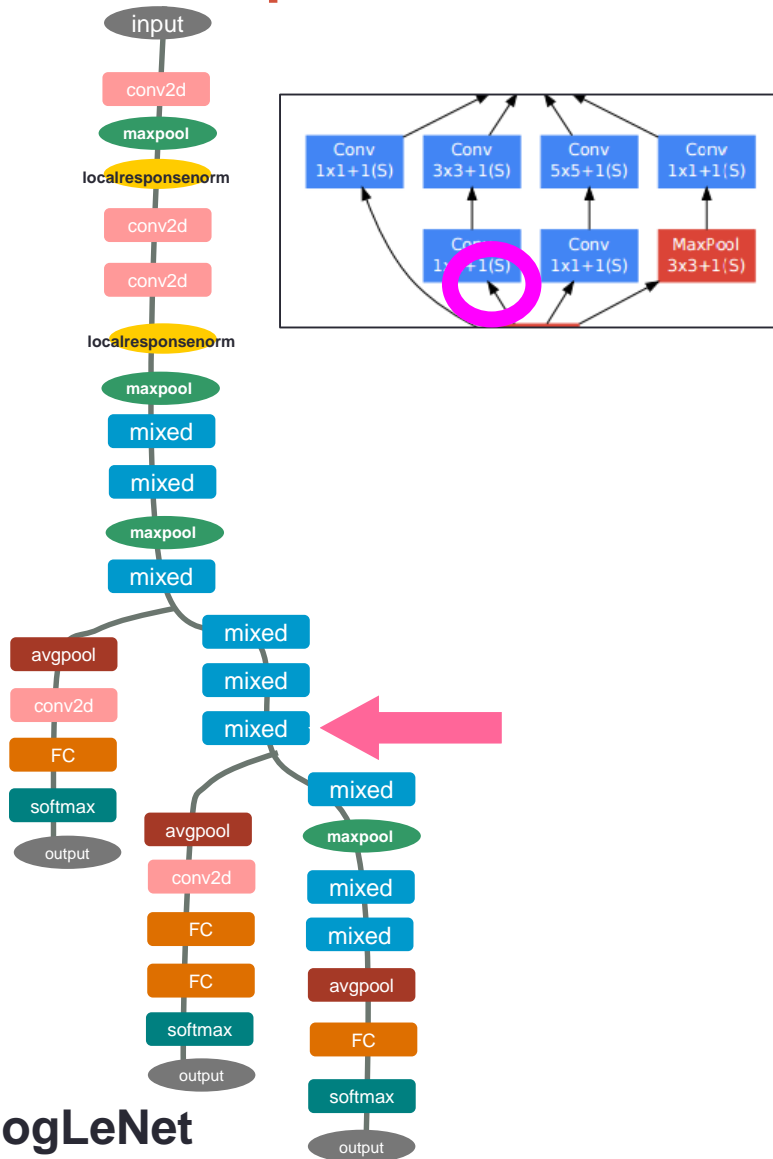 input
conv2d
maxpool
localresponsenorm
conv2d
conv2d
localresponsenorm
maxpool
mixed
mixed
maxpool
mixed
avgpool
conv2d
FC
softmax
output
mixed
mixed
mixed
avgpool
conv2d
FC
FC
softmax
output
mixed
maxpool
mixed
mixed
avgpool
FC
softmax
output
Conv
1x1+1(S)
Conv
3x3+1(S)
Conv
5x5+1(S)
Conv
1x1+1(S)
Conv
+1(S)
Conv
1x1+1(S)
MaxPool
3x3+1(S)
ogLeNet